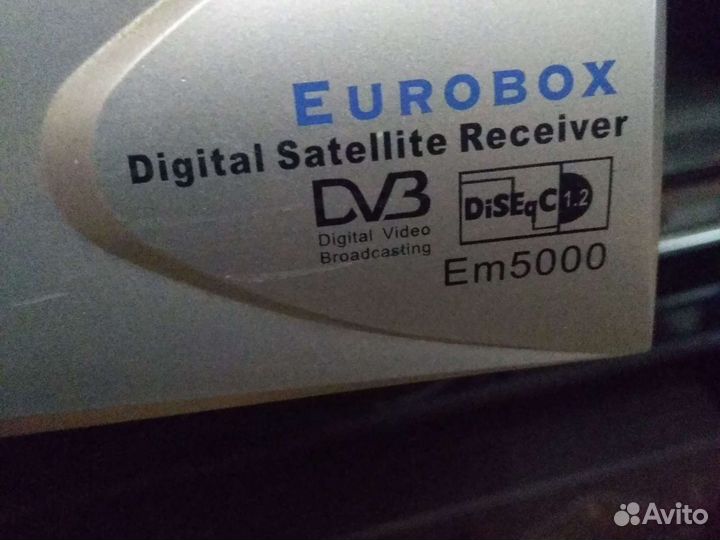 EUROBOX
Digital Satellite Receiver
DVB
Digital Video
Broadcasting
DiSEqC 1.2
Em5000
Avito